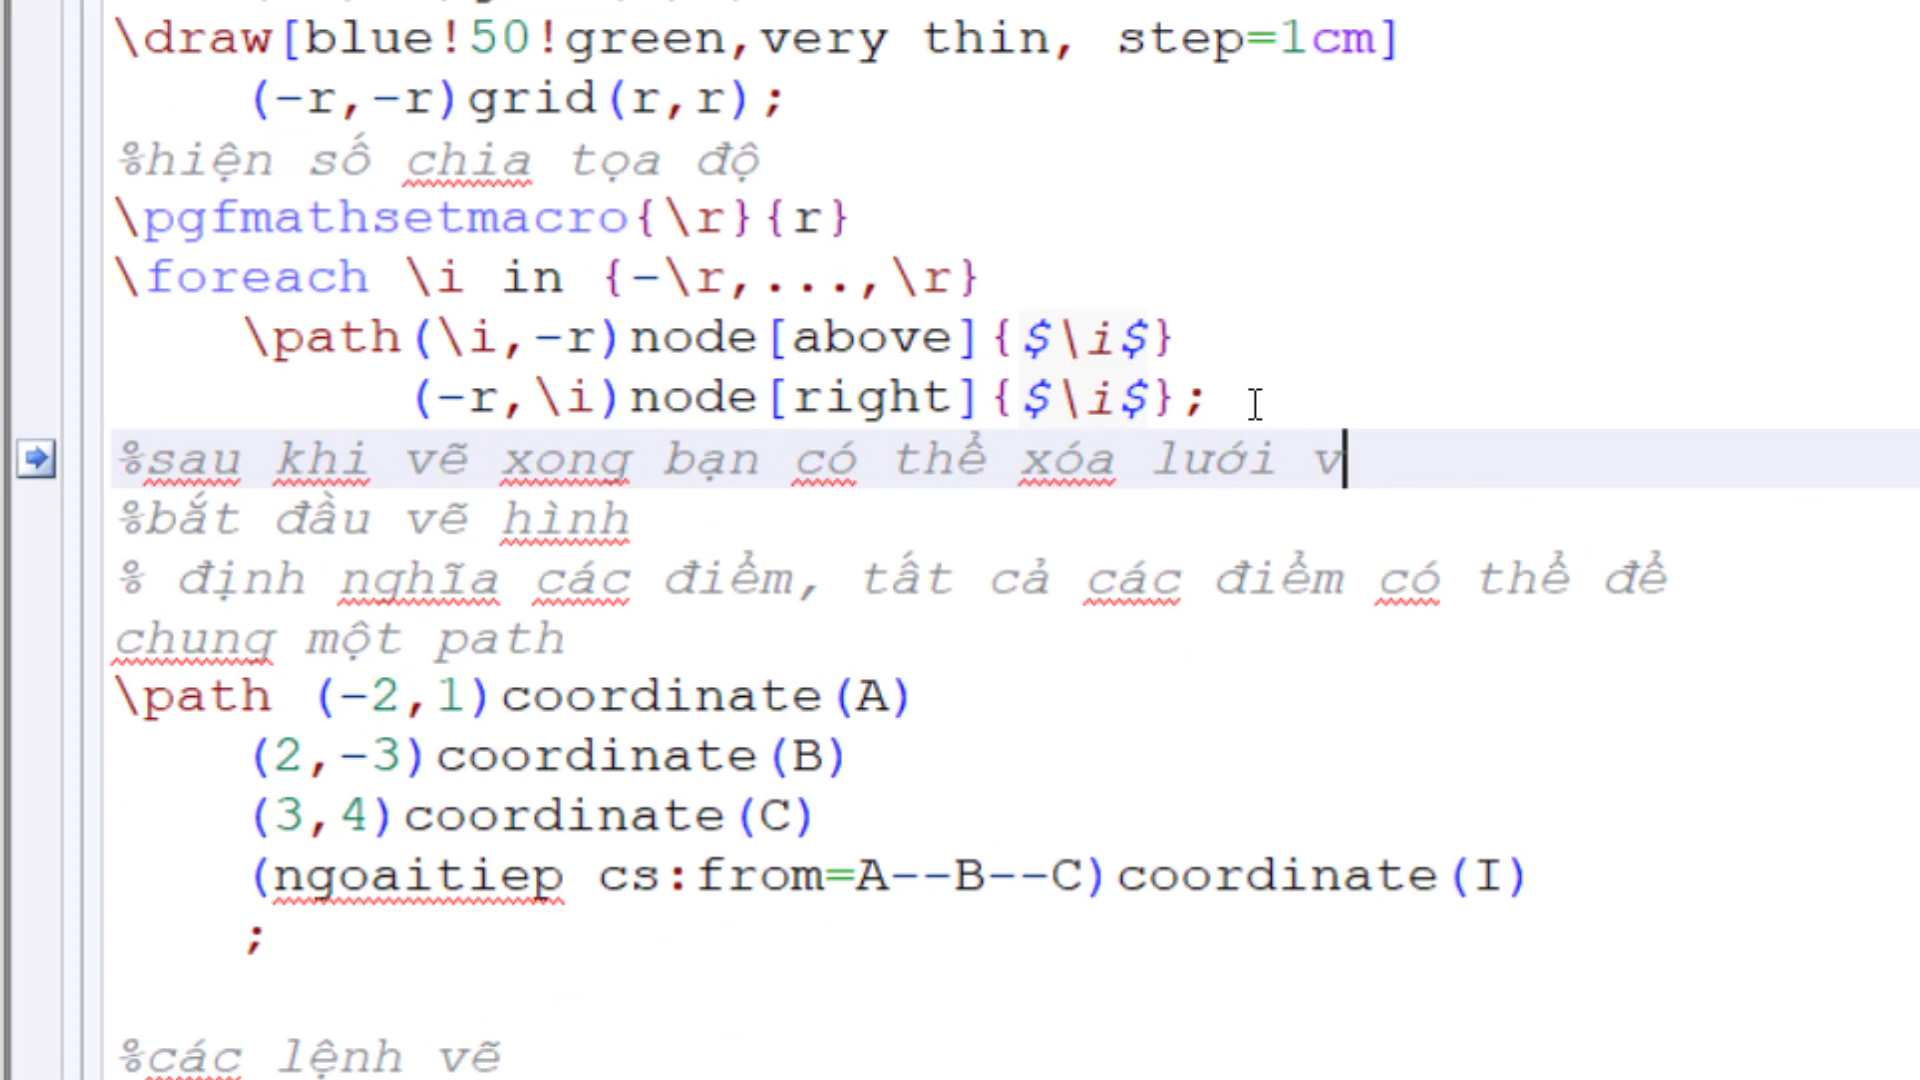 \draw[blue!50!green,very thin, step=1cm]
(-r,-r)grid(r,r);
%hiện số chia tọa độ
\pgfmathsetmacro{\r}{r}
\foreach \i in {-\r,...,\r}
\path(\i,-r)node[above]{$\i$}
(-r,\i)node[right]{$\i$};
%sau khi vẽ xong bạn có thể xóa lưới v
%bắt đầu vẽ hình
% định nghĩa các điểm, tất cả các điểm có thể để
chung một path
\path (-2,1)coordinate(A)
(2,-3)coordinate(B)
(3,4)coordinate(C)
(ngoaitiep cs:from=A--B--C)coordinate(I)
;
%các lệnh vẽ